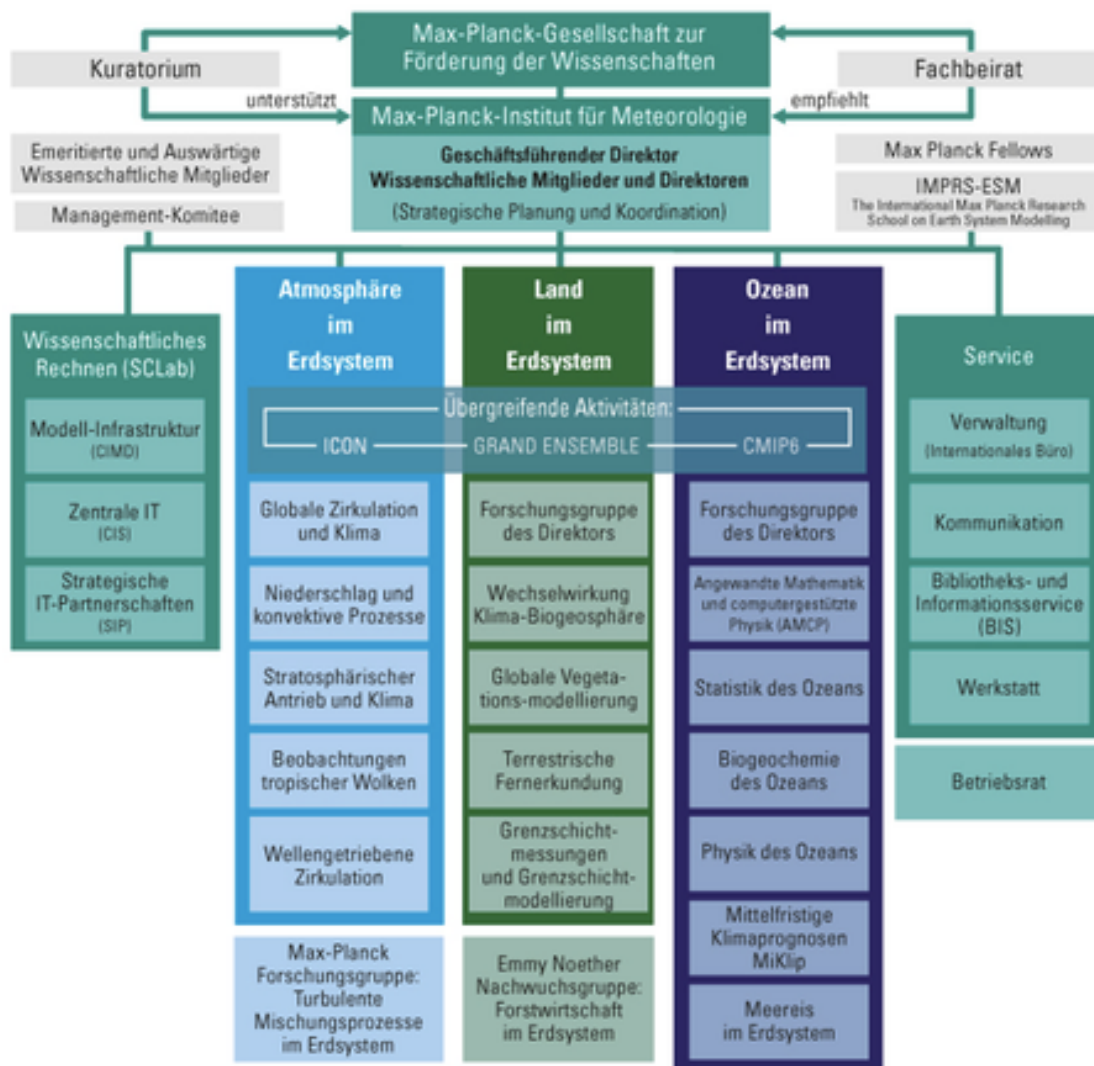 Max-Planck-Gesellschaft zur
Förderung der Wissenschaften
Kuratorium
Fachbeirat
unterstützt
empfiehlt
Max-Planck-Institut für Meteorologie
Geschäftsführender Direktor
Wissenschaftliche Mitglieder und Direktoren
(Strategische Planung und Koordination)
Emeritierte und Auswärtige
Wissenschaftliche Mitglieder
Management-Komitee
Max Planck Fellows
IMPRS-ESM
The International Max Planck Research
School on Earth System Modelling
Wissenschaftliches
Rechnen (SCLab)
Modell-Infrastruktur
(CIMD)
Zentrale IT
(CIS)
Strategische
IT-Partnerschaften
(SIP)
Atmosphäre
im
Erdsystem
Land
im
Erdsystem
Ozean
im
Erdsystem
Übergreifende Aktivitäten:
ICON
GRAND ENSEMBLE
CMIP6
Globale Zirkulation
und Klima
Niederschlag und
konvektive Prozesse
Stratosphärischer
Antrieb und Klima
Beobachtungen
tropischer Wolken
Wellengetriebene
Zirkulation
Max-Planck
Forschungsgruppe:
Turbulente
Mischungsprozesse
im Erdsystem
Forschungsgruppe
des Direktors
Wechselwirkung
Klima-Biogeosphäre
Globale Vegeta-
tions-modellierung
Terrestrische
Fernerkundung
Grenzschicht-
messungen
und Grenzschicht-
modellierung
Emmy Noether
Nachwuchsgruppe:
Forstwirtschaft
im Erdsystem
Forschungsgruppe
des Direktors
Angewandte Mathematik
und computergestützte
Physik (AMCP)
Statistik des Ozeans
Biogeochemie
des Ozeans
Physik des Ozeans
Mittelfristige
Klimaprognosen
MiKlip
Meereis
im Erdsystem
Service
Verwaltung
(Internationales Büro)
Kommunikation
Bibliotheks- und
Informationsservice
(BIS)
Werkstatt
Betriebsrat